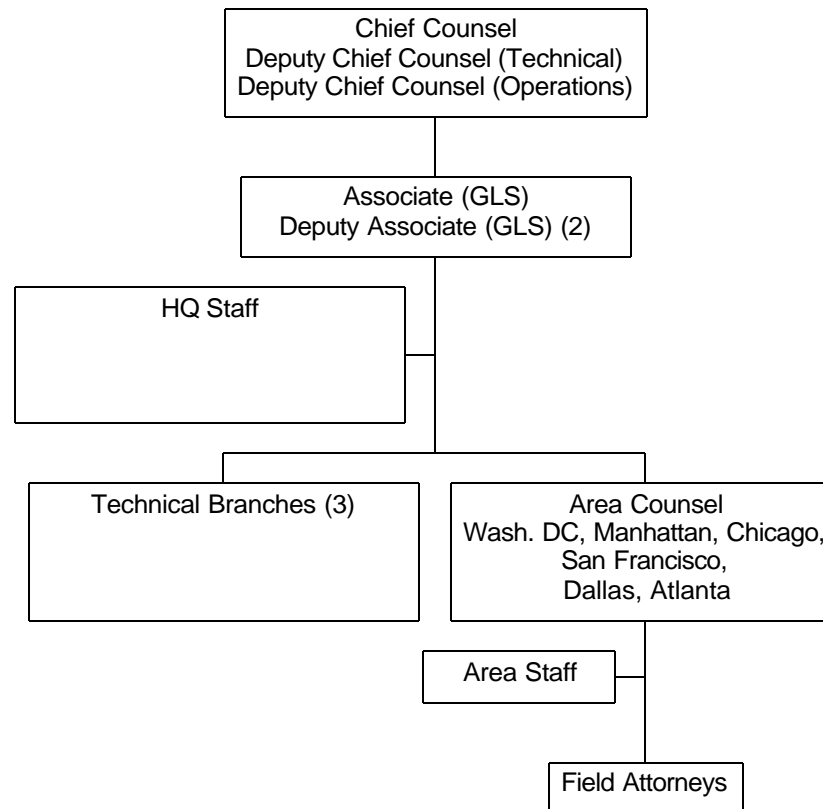 Chief Counsel
Deputy Chief Counsel (Technical)
Deputy Chief Counsel (Operations)
Associate (GLS)
Deputy Associate (GLS) (2)
HQ Staff
Technical Branches (3)
Area Counsel
Wash. DC, Manhattan, Chicago,
San Francisco,
Dallas, Atlanta
Area Staff
Field Attorneys